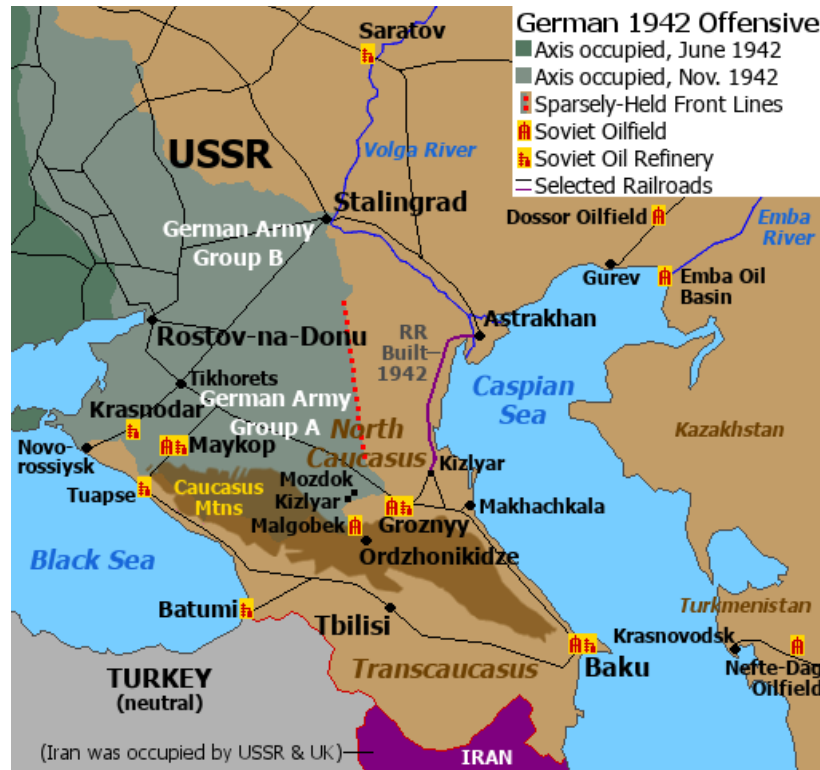 German 1942 Offensive
Axis occupied, June 1942
Axis occupied, Nov. 1942
Sparsely-Held Front Lines
Soviet Oilfield
Soviet Oil Refinery
Selected Railroads
Saratov
USSR
Volga River
Stalingrad
German Army
Group B
Dossor Oilfield
Emba
River
Gurev
Emba Oil
Basin
Rostov-na-Donu
Astrakhan
RR
Built
1942
Tikhorets
German Army
Group A
Caspian
Sea
Krasnodar
North
Caucasus
Kazakhstan
Novo-
rossiysk
Maykop
Kizlyar
Tuapse
Caucasus
Mtns
Mozdok
Kizlyar
Makhachkala
Malgobek
Groznyy
Ordzhonikidze
Black Sea
Batumi
Tbilisi
Turkmenistan
Krasnovodsk
Transcaucasus
Baku
Nefte-Dag
Oilfield
TURKEY
(neutral)
(Iran was occupied by USSR & UK)
IRAN